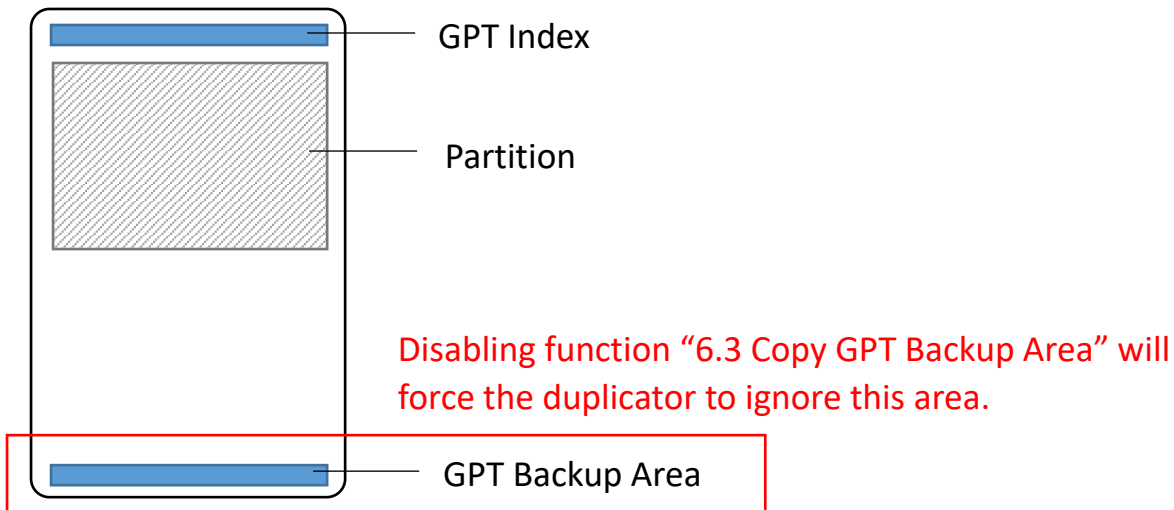 GPT Index
Partition
Disabling function “6.3 Copy GPT Backup Area” will
force the duplicator to ignore this area.
GPT Backup Area